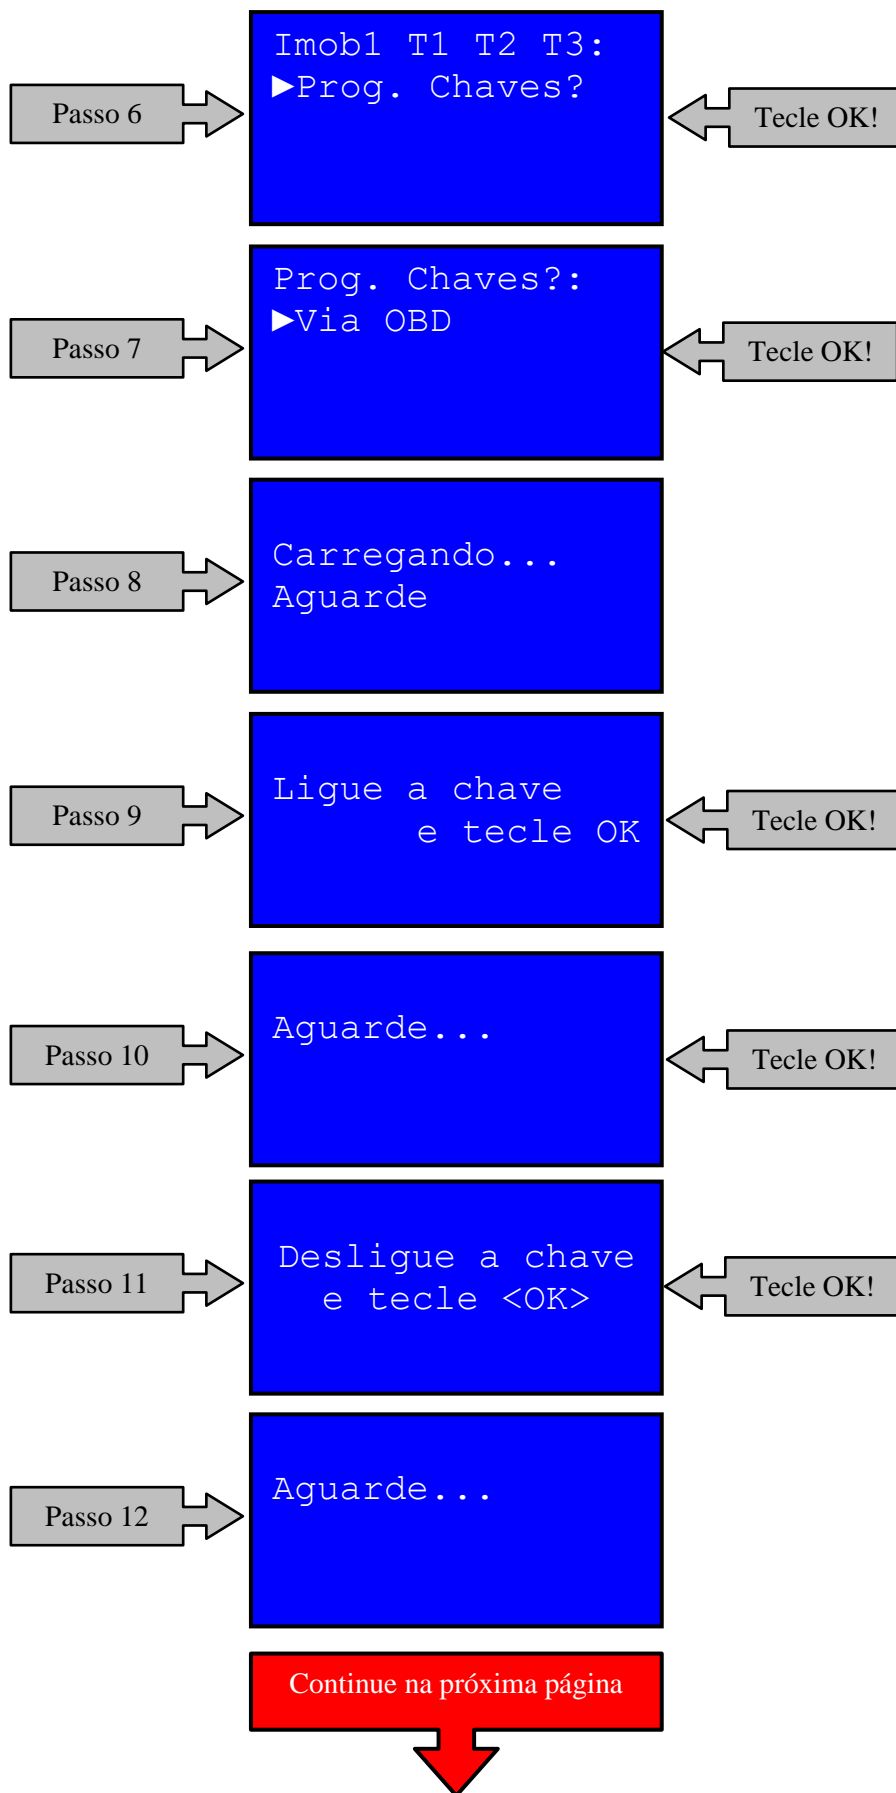 Imob1 T1 T2 T3:
►Prog. Chaves?
Passo 6
Tecle OK!
Prog. Chaves?:
►Via OBD
Passo 7
Tecle OK!
Carregando...
Aguarde
Passo 8
Ligue a chave
e tecle OK
Passo 9
Tecle OK!
Aguarde...
Passo 10
Tecle OK!
Desligue a chave
e tecle <OK>
Passo 11
Tecle OK!
Aguarde...
Passo 12
Continue na próxima página